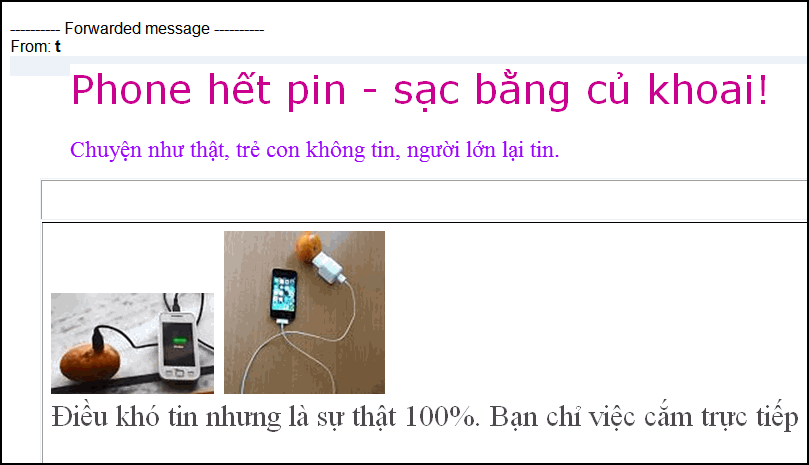 ---------- Forwarded message ----------
From: t
Phone hết pin - sạc bằng củ khoai!
Chuyện như thật, trẻ con không tin, người lớn lại tin.
Điều khó tin nhưng là sự thật 100%. Bạn chỉ việc cắm trực tiếp